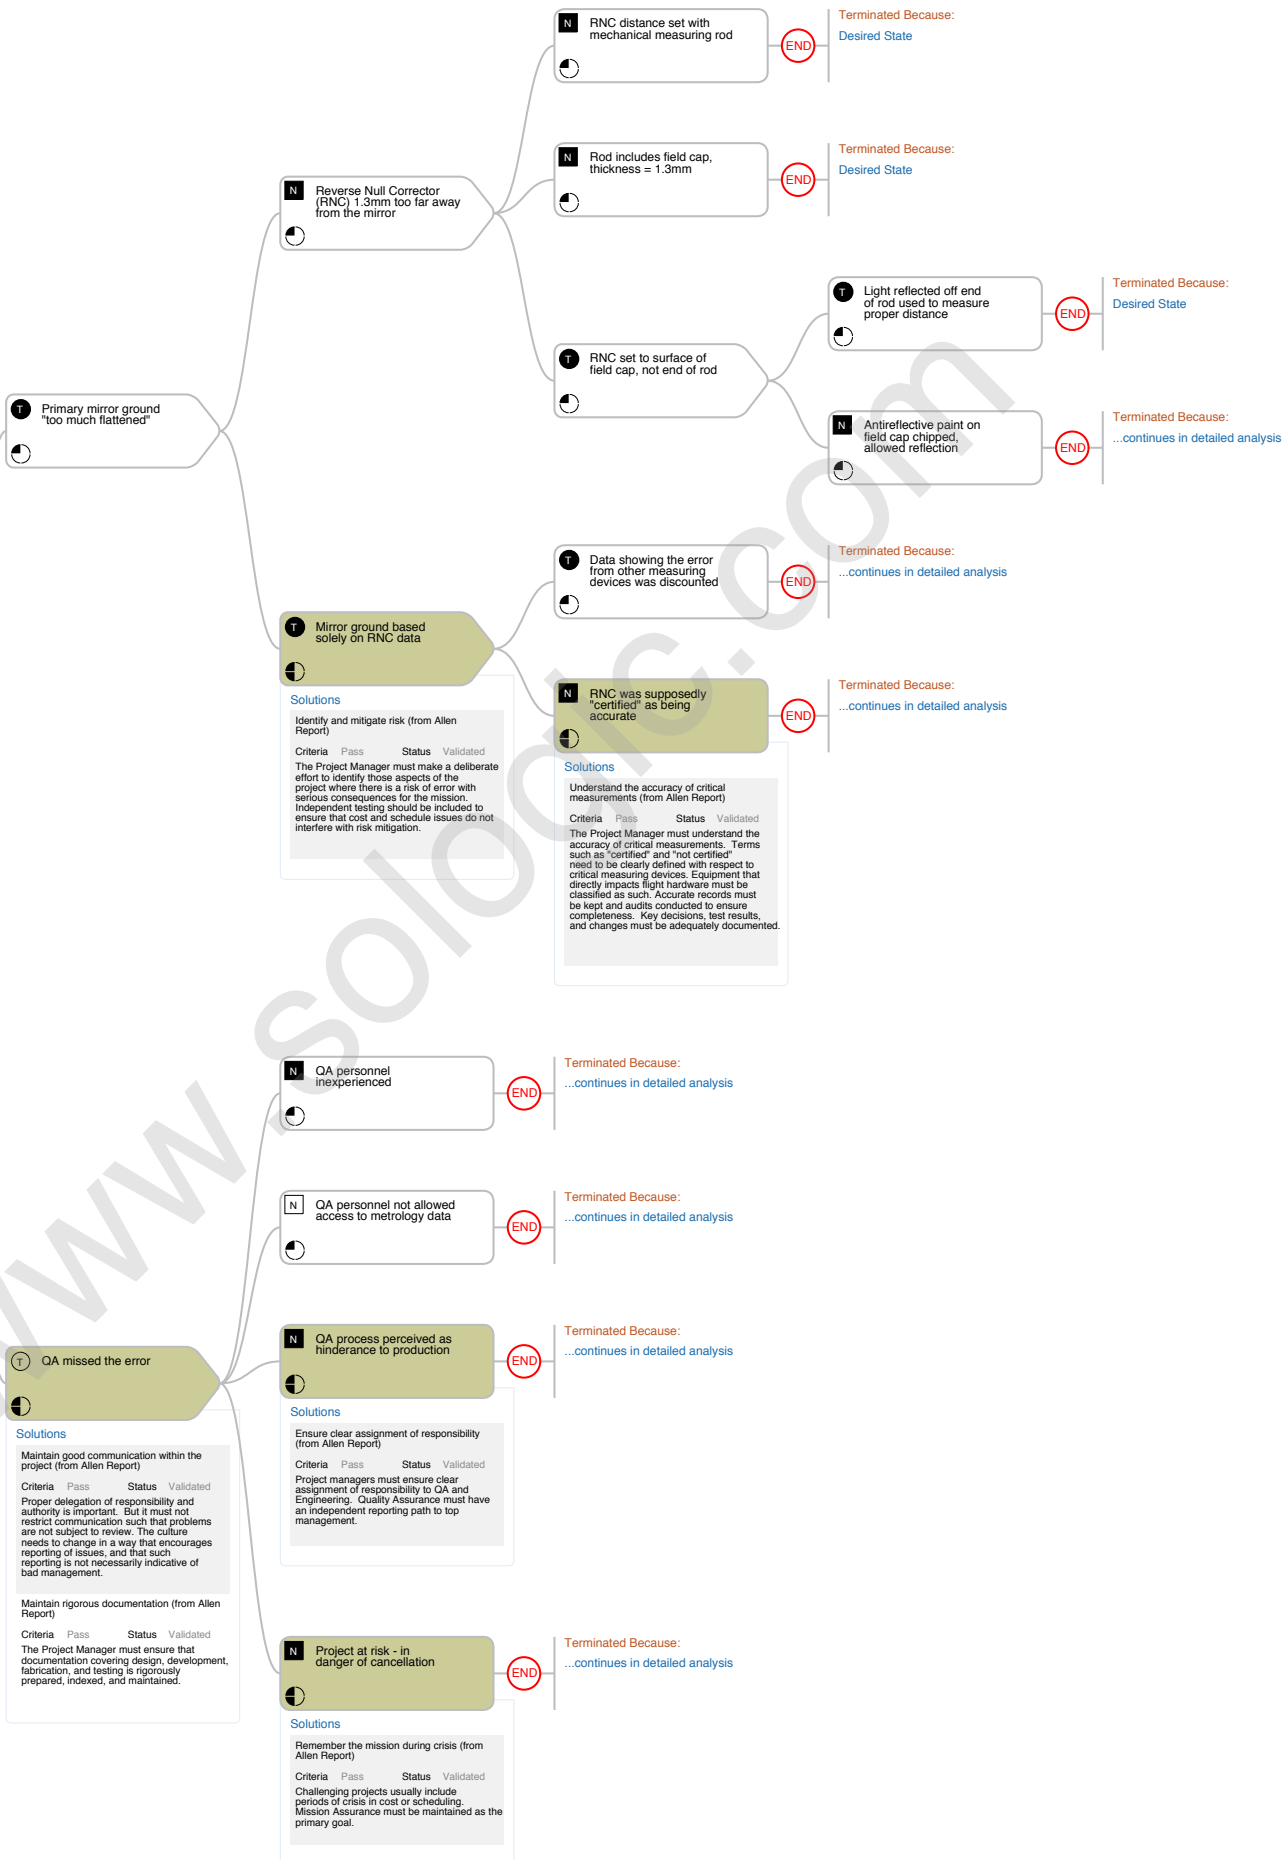 N
RNC distance set with
mechanical measuring rod
END
Terminated Because:
Desired State
N
Rod includes field cap,
thickness = 1.3mm
END
Terminated Because:
Desired State
N
Reverse Null Corrector
(RNC) 1.3mm too far away
from the mirror
T
Light reflected off end
of rod used to measure
proper distance
END
Terminated Because:
Desired State
T
RNC set to surface of
field cap, not end of rod
T
Primary mirror ground
"too much flattened"
N
Antireflective paint on
field cap chipped,
allowed reflection
END
Terminated Because:
...continues in detailed analysis
T
Data showing the error
from other measuring
devices was discounted
END
Terminated Because:
...continues in detailed analysis
T
Mirror ground based
solely on RNC data
Solutions
Identify and mitigate risk (from Allen
Report)
Criteria Pass Status Validated
The Project Manager must make a deliberate
effort to identify those aspects of the
project where there is a risk of error with
serious consequences for the mission.
Independent testing should be included to
ensure that cost and schedule issues do not
interfere with risk mitigation.
N
RNC was supposedly
"certified" as being
accurate
END
Terminated Because:
...continues in detailed analysis
Solutions
Understand the accuracy of critical
measurements (from Allen Report)
Criteria Pass Status Validated
The Project Manager must understand the
accuracy of critical measurements. Terms
such as "certified" and "not certified"
need to be clearly defined with respect to
critical measuring devices. Equipment that
directly impacts flight hardware must be
classified as such. Accurate records must
be kept and audits conducted to ensure
completeness. Key decisions, test results,
and changes must be adequately documented.
N
QA personnel
inexperienced
END
Terminated Because:
...continues in detailed analysis
N
QA personnel not allowed
access to metrology data
END
Terminated Because:
...continues in detailed analysis
N
QA process perceived as
hinderance to production
END
Terminated Because:
...continues in detailed analysis
Solutions
Ensure clear assignment of responsibility
(from Allen Report)
Criteria Pass Status Validated
Project managers must ensure clear
assignment of responsibility to QA and
Engineering. Quality Assurance must have
an independent reporting path to top
management.
T
QA missed the error
Solutions
Maintain good communication within the
project (from Allen Report)
Criteria Pass Status Validated
Proper delegation of responsibility and
authority is important. But it must not
restrict communication such that problems
are not subject to review. The culture
needs to change in a way that encourages
reporting of issues, and that such
reporting is not necessarily indicative of
bad management.
Maintain rigorous documentation (from Allen
Report)
Criteria Pass Status Validated
The Project Manager must ensure that
documentation covering design, development,
fabrication, and testing is rigorously
prepared, indexed, and maintained.
N
Project at risk - in
danger of cancellation
END
Terminated Because:
...continues in detailed analysis
Solutions
Remember the mission during crisis (from
Allen Report)
Criteria Pass Status Validated
Challenging projects usually include
periods of crisis in cost or scheduling.
Mission Assurance must be maintained as the
primary goal.
www.sologic.com